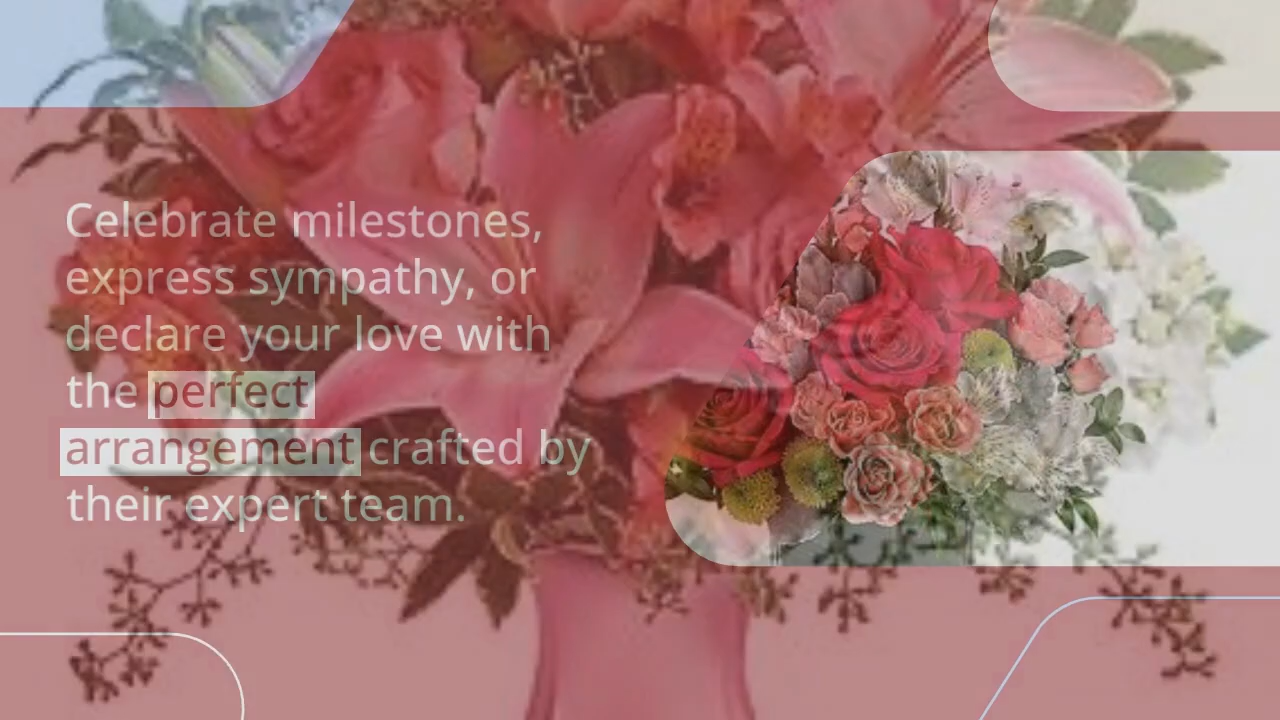 Celebrate milestones,
express sympathy, or
declare your love with
the perfect
arrangement crafted by
their expert team.